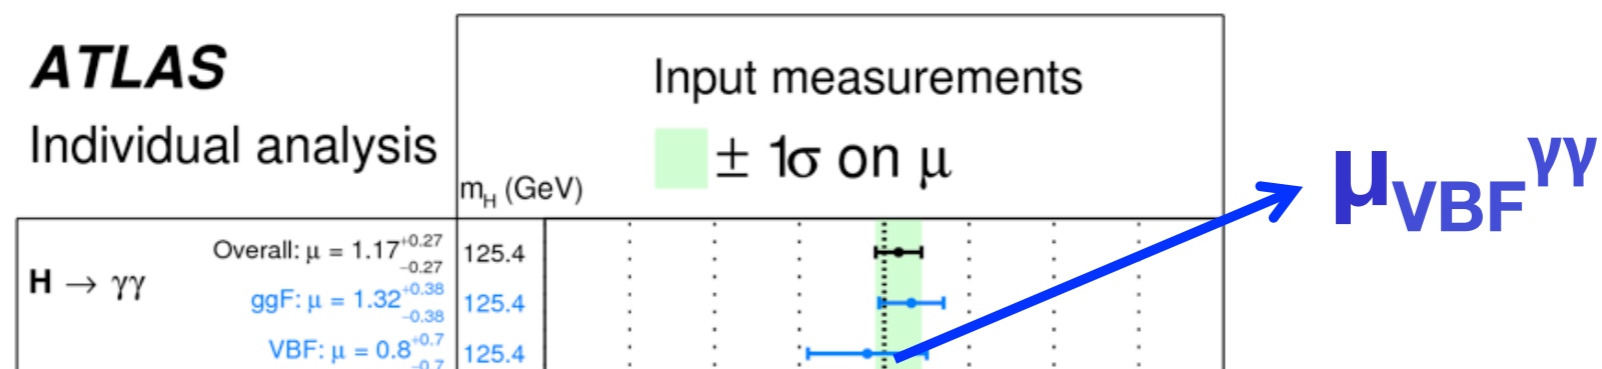 ATLAS
Individual analysis
Input measurements
± 1σ on μ
m_H (GeV)
μ_VBF^γγ
H → γγ
Overall: μ = 1.17 +0.27 −0.27 125.4
ggF: μ = 1.32 +0.38 −0.38 125.4
VBF: μ = 0.8 +0.7 −0.7 125.4